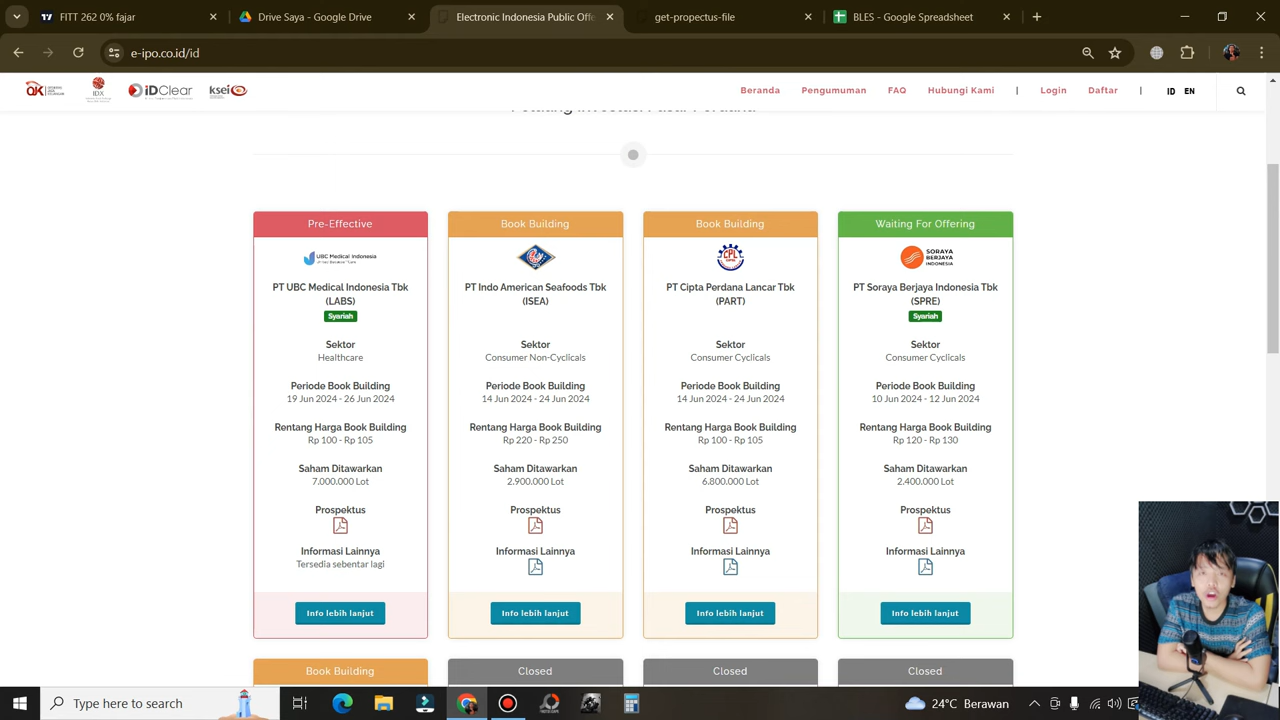 FITT 262 0% fajar
Drive Saya - Google Drive
Electronic Indonesia Public Offe
get-propectus-file
BLES - Google Spreadsheet
e-ipo.co.id/id
IDX
iDClear
ksei
Beranda
Pengumuman
FAQ
Hubungi Kami
|
Login
Daftar
|
ID
EN
Pre-Effective
UBC Medical Indonesia
PT UBC Medical Indonesia Tbk
(LABS)
Syariah
Sektor
Healthcare
Periode Book Building
19 Jun 2024 - 26 Jun 2024
Rentang Harga Book Building
Rp 100 - Rp 105
Saham Ditawarkan
7.000.000 Lot
Prospektus
Informasi Lainnya
Tersedia sebentar lagi
Info lebih lanjut
Book Building
PT Indo American Seafoods Tbk
(ISEA)
Sektor
Consumer Non-Cyclicals
Periode Book Building
14 Jun 2024 - 24 Jun 2024
Rentang Harga Book Building
Rp 220 - Rp 250
Saham Ditawarkan
2.900.000 Lot
Prospektus
Informasi Lainnya
Info lebih lanjut
Book Building
CPL
PT Cipta Perdana Lancar Tbk
(PART)
Sektor
Consumer Cyclicals
Periode Book Building
14 Jun 2024 - 24 Jun 2024
Rentang Harga Book Building
Rp 100 - Rp 105
Saham Ditawarkan
6.800.000 Lot
Prospektus
Informasi Lainnya
Info lebih lanjut
Waiting For Offering
SORAYA
BERJAYA
INDONESIA
PT Soraya Berjaya Indonesia Tbk
(SPRE)
Syariah
Sektor
Consumer Cyclicals
Periode Book Building
10 Jun 2024 - 12 Jun 2024
Rentang Harga Book Building
Rp 120 - Rp 130
Saham Ditawarkan
2.400.000 Lot
Prospektus
Informasi Lainnya
Info lebih lanjut
Book Building
Closed
Closed
Closed
Type here to search
24°C Berawan